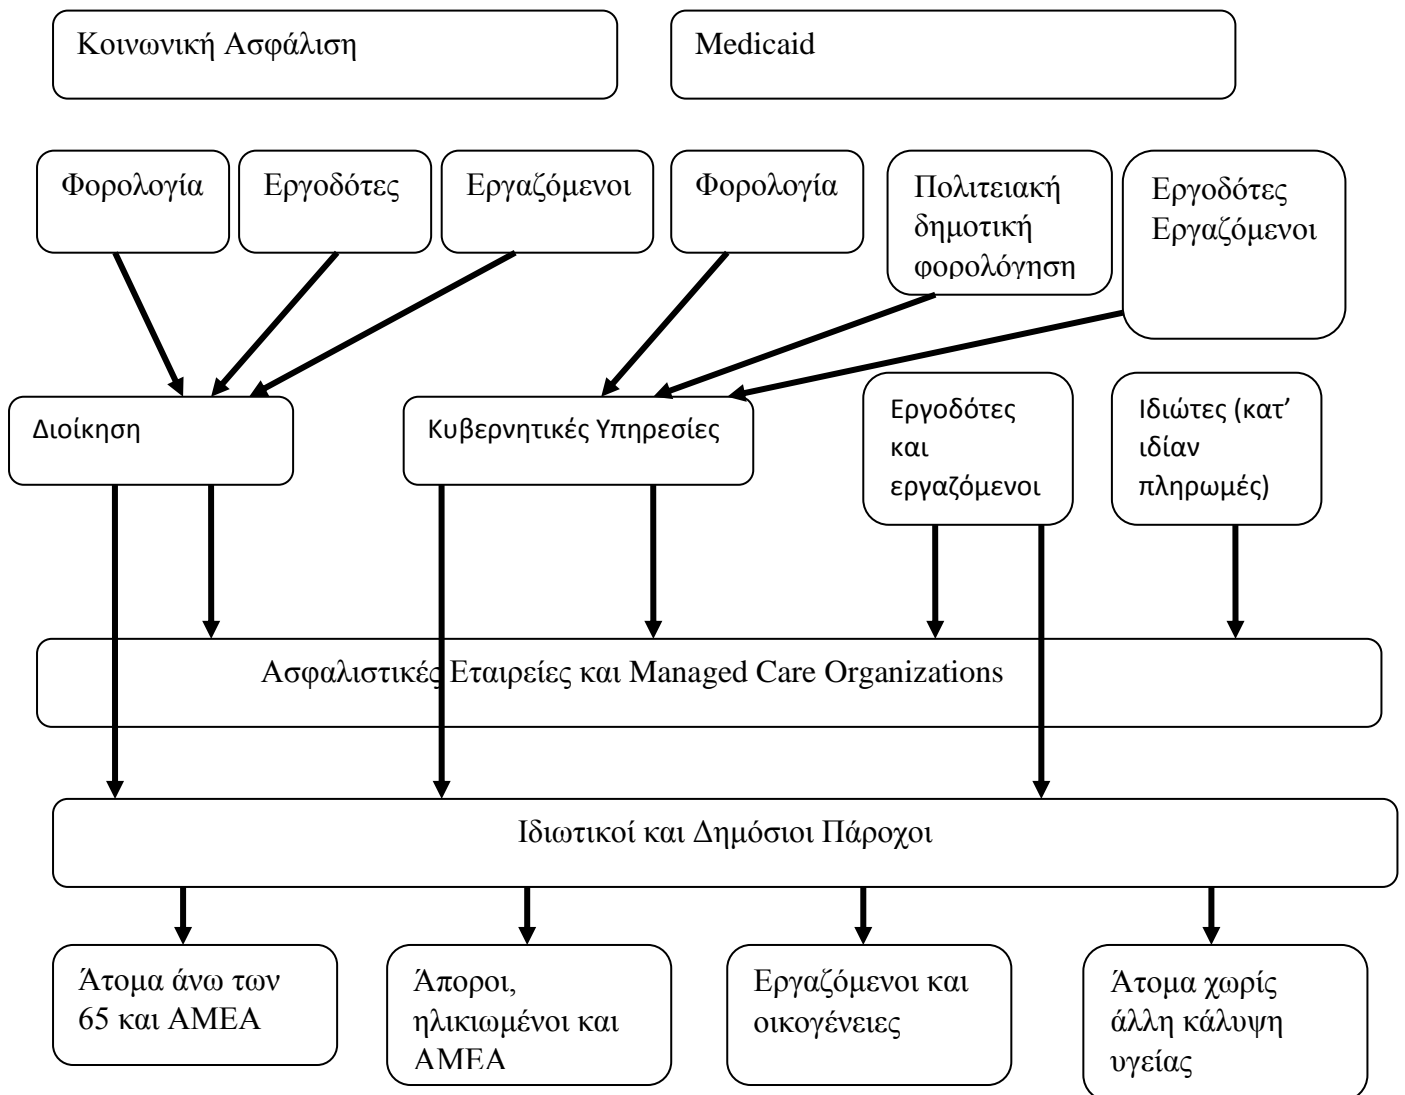 Κοινωνική Ασφάλιση
Medicaid
Φορολογία
Εργοδότες
Εργαζόμενοι
Φορολογία
Πολιτειακή
δημοτική
φορολόγηση
Εργοδότες
Εργαζόμενοι
Διοίκηση
Κυβερνητικές Υπηρεσίες
Εργοδότες
και
εργαζόμενοι
Ιδιώτες (κατ’
ιδίαν
πληρωμές)
Ασφαλιστικές Εταιρείες και Managed Care Organizations
Ιδιωτικοί και Δημόσιοι Πάροχοι
Άτομα άνω των
65 και ΑΜΕΑ
Άποροι,
ηλικιωμένοι και
ΑΜΕΑ
Εργαζόμενοι και
οικογένειες
Άτομα χωρίς
άλλη κάλυψη
υγείας